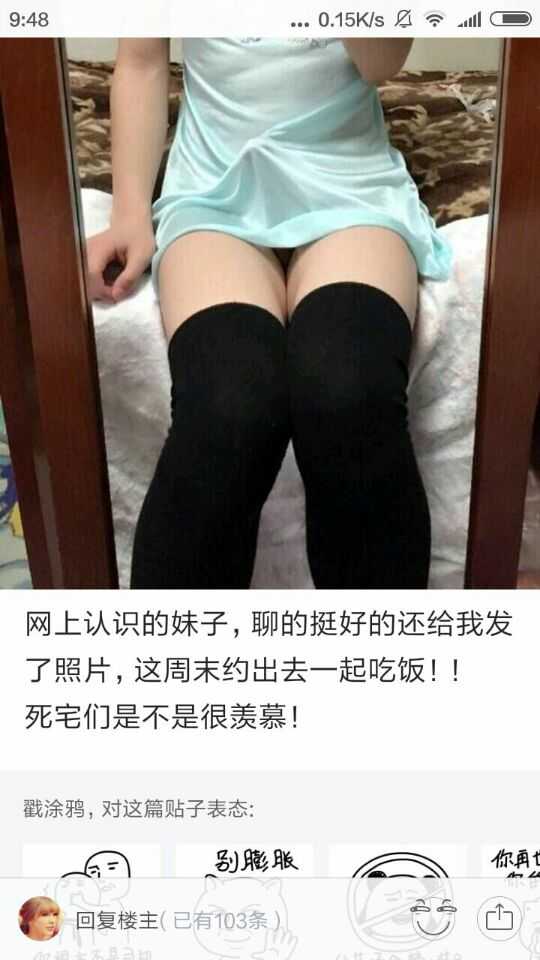 9:48 ... 0.15K/s
网上认识的妹子，聊的挺好的还给我发
了照片，这周末约出去一起吃饭！！
死宅们是不是很羡慕！
戳涂鸦，对这篇贴子表态：
别膨胀
你再也
回复楼主(已有103条)